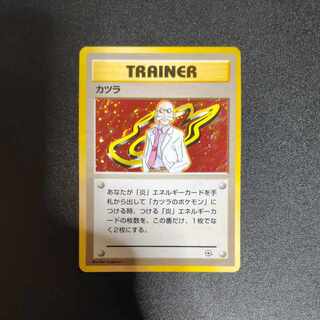 TRAINER
カツラ
あなたが「炎」エネルギーカードを手
札から出して「カツラのポケモン」に
つける時、つける「炎」エネルギーカー
ドの枚数を、この番だけ、1枚でな
く2枚にする。